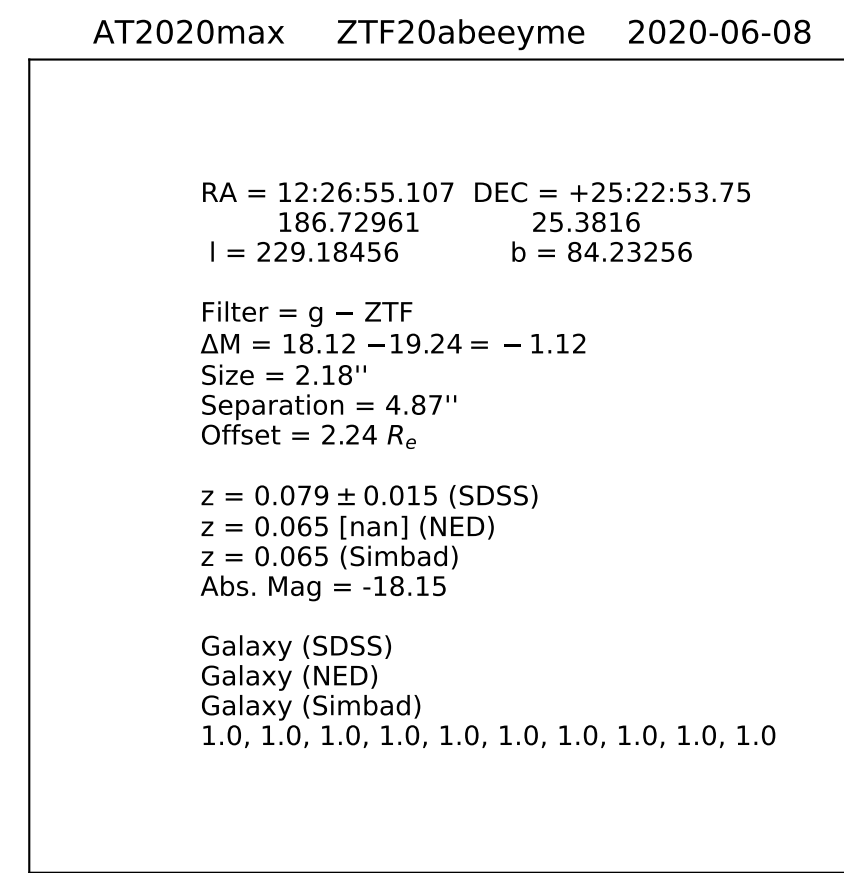 AT2020max ZTF20abeeyme 2020-06-08
RA = 12:26:55.107 DEC = +25:22:53.75
186.72961 25.3816
l = 229.18456 b = 84.23256
Filter = g − ZTF
ΔM = 18.12 −19.24 = − 1.12
Size = 2.18''
Separation = 4.87''
Offset = 2.24 Rₑ
z = 0.079 ± 0.015 (SDSS)
z = 0.065 [nan] (NED)
z = 0.065 (Simbad)
Abs. Mag = -18.15
Galaxy (SDSS)
Galaxy (NED)
Galaxy (Simbad)
1.0, 1.0, 1.0, 1.0, 1.0, 1.0, 1.0, 1.0, 1.0, 1.0